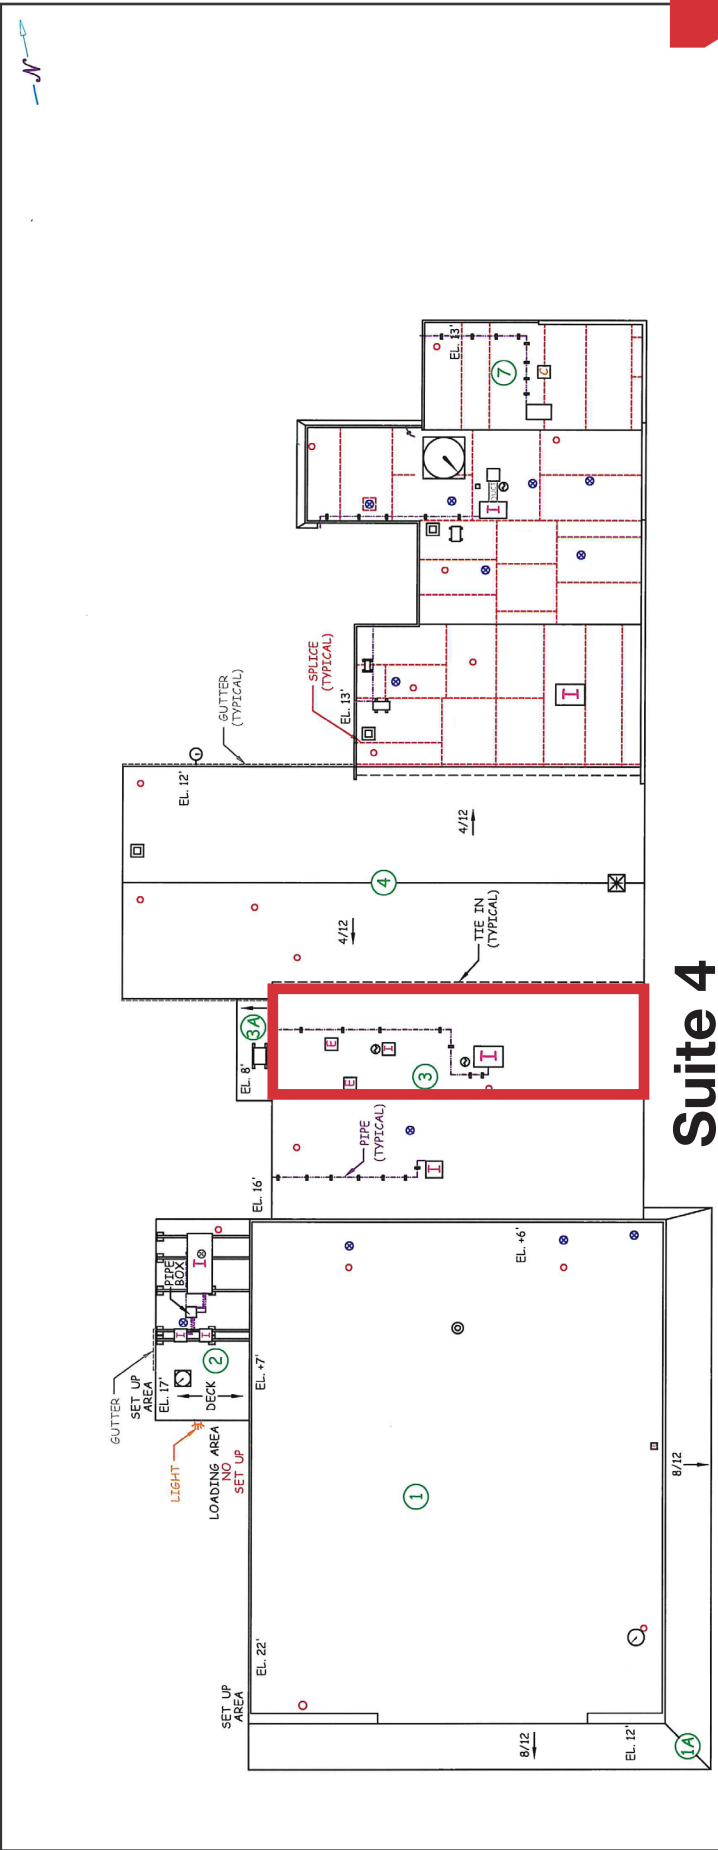 N
EL. 13'
7
C
I
DUCT
SPLICE
(TYPICAL)
EL. 13'
I
GUTTER
(TYPICAL)
EL. 12'
4/12
4
4/12
TIE IN
(TYPICAL)
3A
EL. 8'
E
I
E
3
I
PIPE
(TYPICAL)
I
EL. 16'
Suite 4
PIPE
BOX
I
I
I
GUTTER
SET UP
AREA
EL. 17'
DECK
2
LIGHT
LOADING AREA
NO
SET UP
EL. +7'
EL. +6'
1
8/12
EL. 22'
SET UP
AREA
8/12
EL. 12'
1A